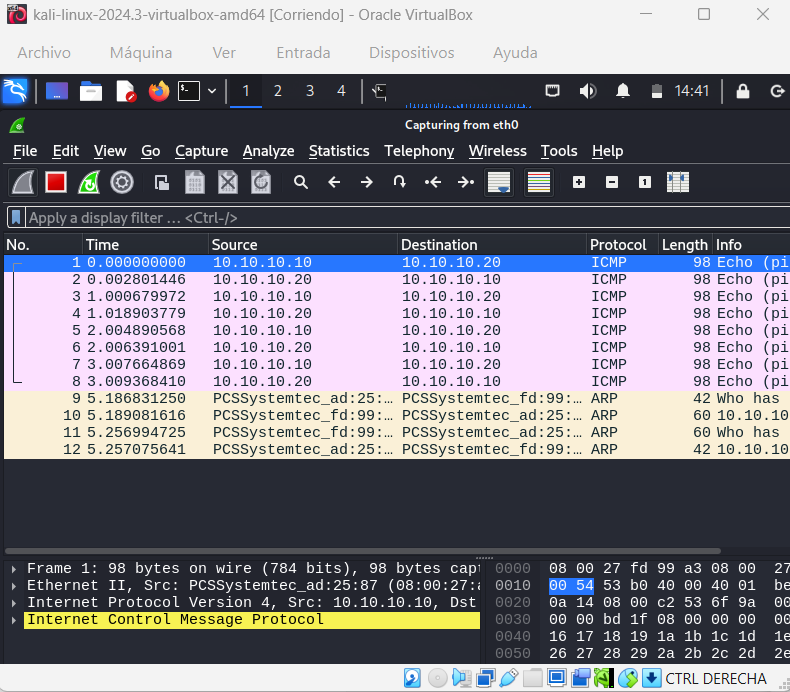 kali-linux-2024.3-virtualbox-amd64 [Corriendo] - Oracle VirtualBox
Archivo Máquina Ver Entrada Dispositivos Ayuda
1 2 3 4 14:41
Capturing from eth0
File Edit View Go Capture Analyze Statistics Telephony Wireless Tools Help
Apply a display filter … <Ctrl-/>
No. Time Source Destination Protocol Length Info
1 0.000000000 10.10.10.10 10.10.10.20 ICMP 98 Echo (pi
2 0.002801446 10.10.10.20 10.10.10.10 ICMP 98 Echo (pi
3 1.000679972 10.10.10.10 10.10.10.20 ICMP 98 Echo (pi
4 1.018903779 10.10.10.20 10.10.10.10 ICMP 98 Echo (pi
5 2.004890568 10.10.10.10 10.10.10.20 ICMP 98 Echo (pi
6 2.006391001 10.10.10.20 10.10.10.10 ICMP 98 Echo (pi
7 3.007664869 10.10.10.10 10.10.10.20 ICMP 98 Echo (pi
8 3.009368410 10.10.10.20 10.10.10.10 ICMP 98 Echo (pi
9 5.186831250 PCSSystemtec_ad:25:… PCSSystemtec_fd:99:… ARP 42 Who has
10 5.189081616 PCSSystemtec_fd:99:… PCSSystemtec_ad:25:… ARP 60 10.10.10
11 5.256994725 PCSSystemtec_fd:99:… PCSSystemtec_ad:25:… ARP 60 Who has
12 5.257075641 PCSSystemtec_ad:25:… PCSSystemtec_fd:99:… ARP 42 10.10.10
Frame 1: 98 bytes on wire (784 bits), 98 bytes capt
Ethernet II, Src: PCSSystemtec_ad:25:87 (08:00:27:a
Internet Protocol Version 4, Src: 10.10.10.10, Dst
Internet Control Message Protocol
0000 08 00 27 fd 99 a3 08 00 27
0010 00 54 53 b0 40 00 40 01 be
0020 0a 14 08 00 c2 53 6f 9a 00
0030 00 00 bd 1f 08 00 00 00 00
0040 16 17 18 19 1a 1b 1c 1d 1e
0050 26 27 28 29 2a 2b 2c 2d 2e
CTRL DERECHA